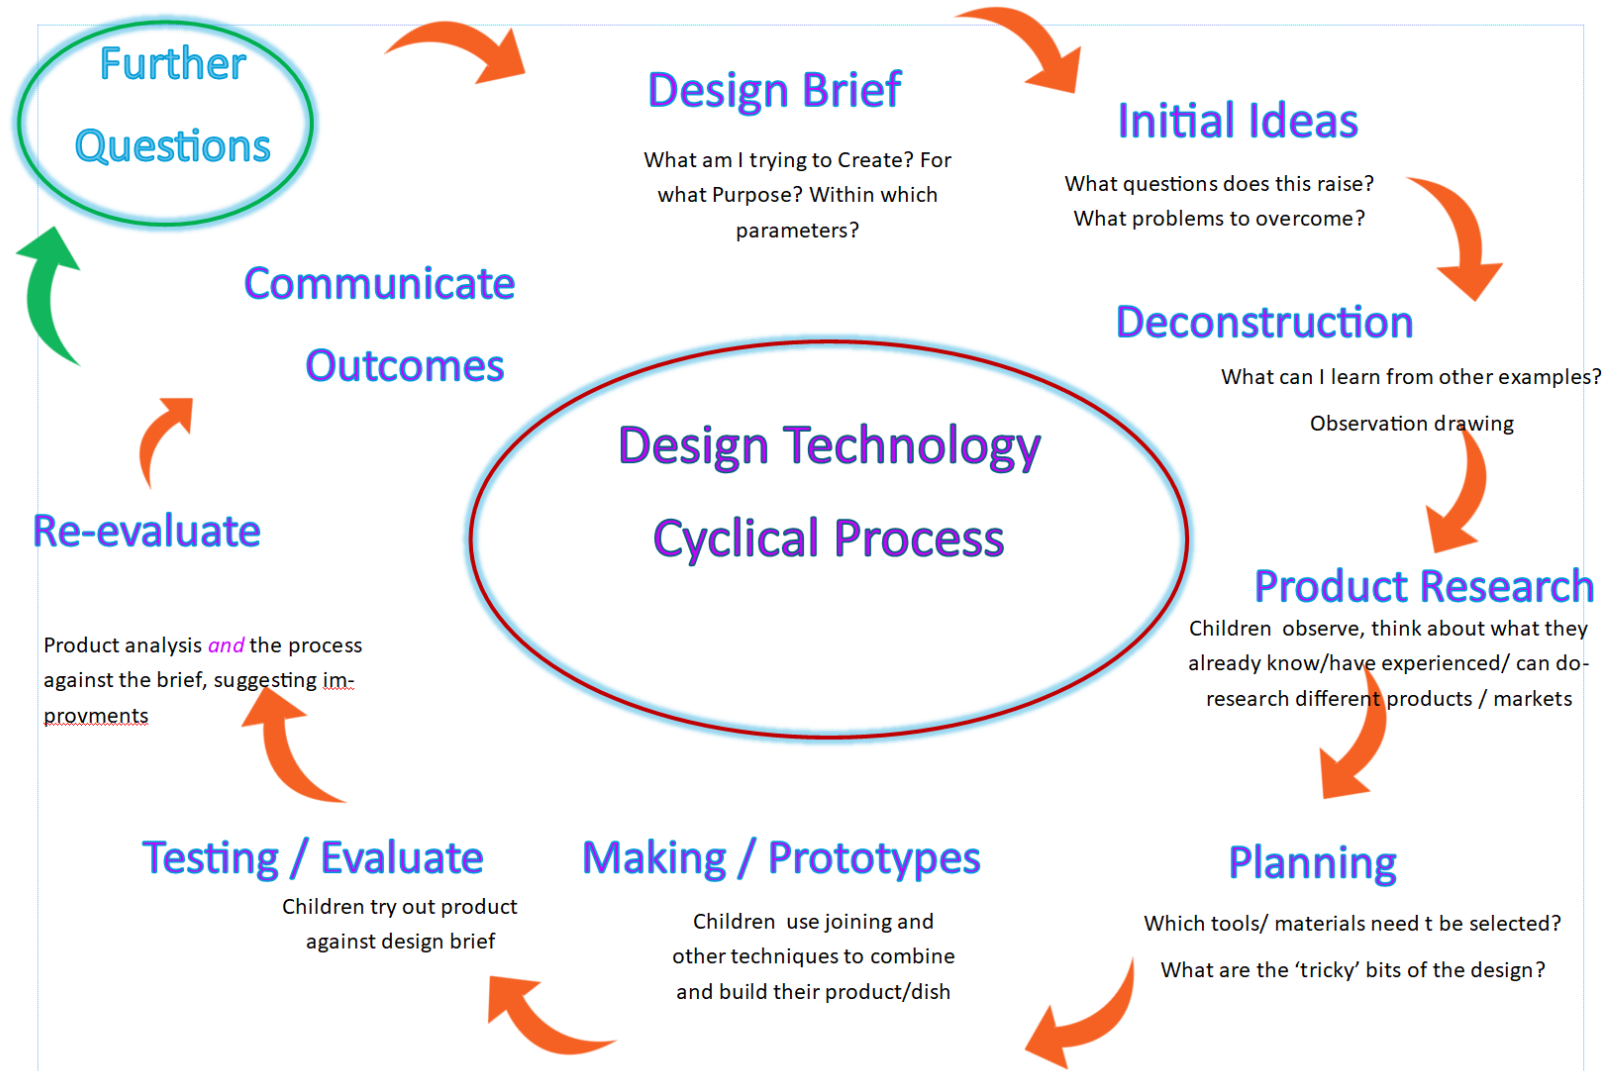 Further
Questions
Design Brief
What am I trying to Create? For
what Purpose? Within which
parameters?
Initial Ideas
What questions does this raise?
What problems to overcome?
Deconstruction
What can I learn from other examples?
Observation drawing
Product Research
Children  observe, think about what they
already know/have experienced/ can do-
research different products / markets
Planning
Which tools/ materials need t be selected?
What are the ‘tricky’ bits of the design?
Making / Prototypes
Children  use joining and
other techniques to combine
and build their product/dish
Testing / Evaluate
Children try out product
against design brief
Re-evaluate
Product analysis and the process
against the brief, suggesting im-
provments
Communicate
Outcomes
Design Technology
Cyclical Process